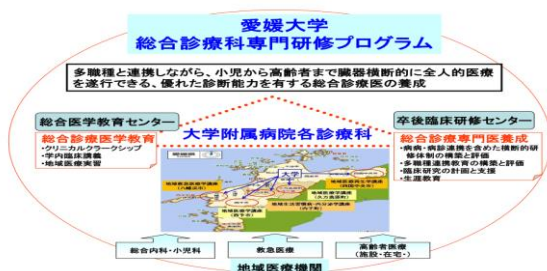 愛媛大学
総合診療科専門研修プログラム
多職種と連携しながら、小児から高齢者まで臓器横断的に全人的医療
を遂行できる、優れた診断能力を有する総合診療医の養成
総合医学教育センター
総合診療医学教育
・クリニカルクラークシップ
・学内臨床講義
・地域医療実習
大学附属病院各診療科
卒後臨床研修センター
総合診療専門医養成
・病病・病診連携を含めた横断的研
修体制の構築と評価
・多職種連携教育の構築と評価
・臨床研究の計画と支援
・生涯教育
大学
総合内科・小児科
救急医療
高齢者医療
(施設・在宅・)
地域医療機関